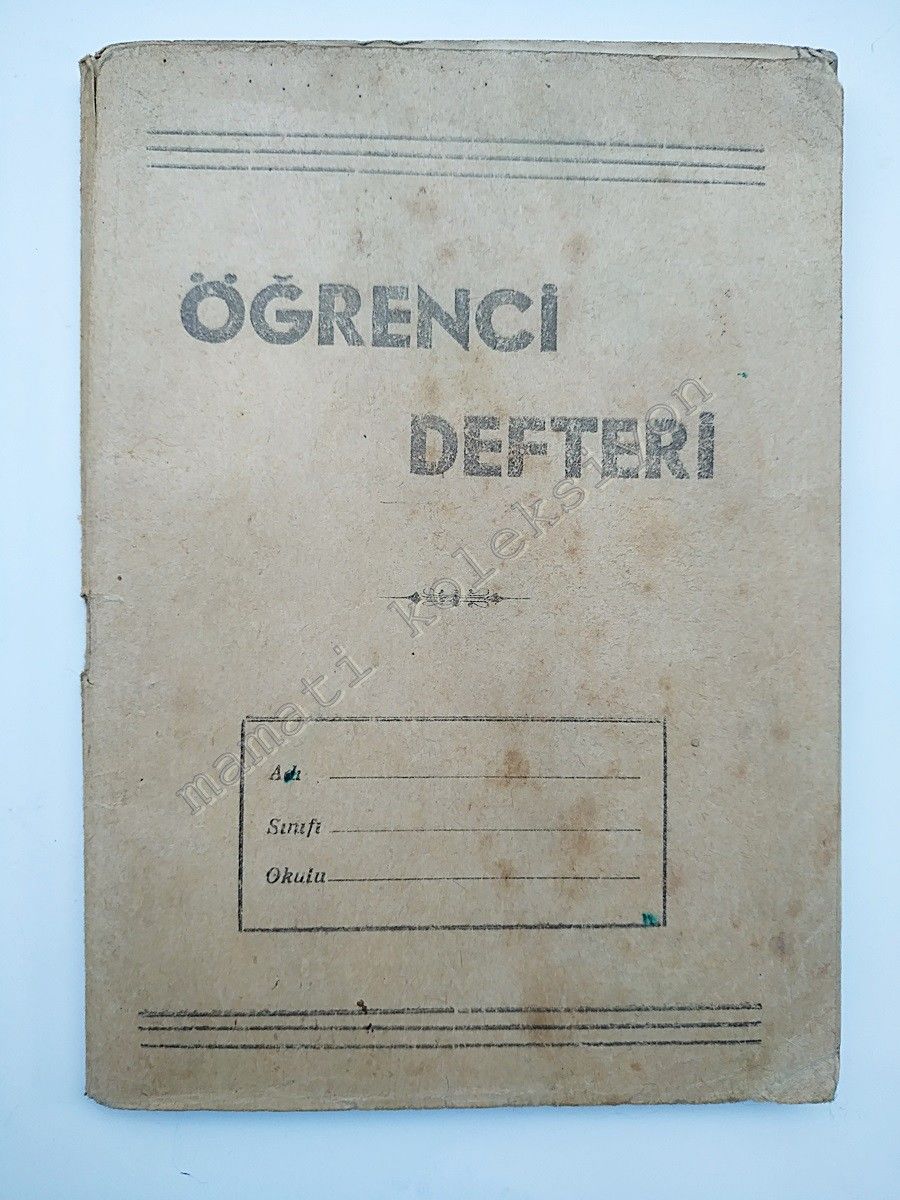 ÖĞRENCİ
DEFTERİ
mamati koleksiyon
Adı
Sınıfı
Okulu